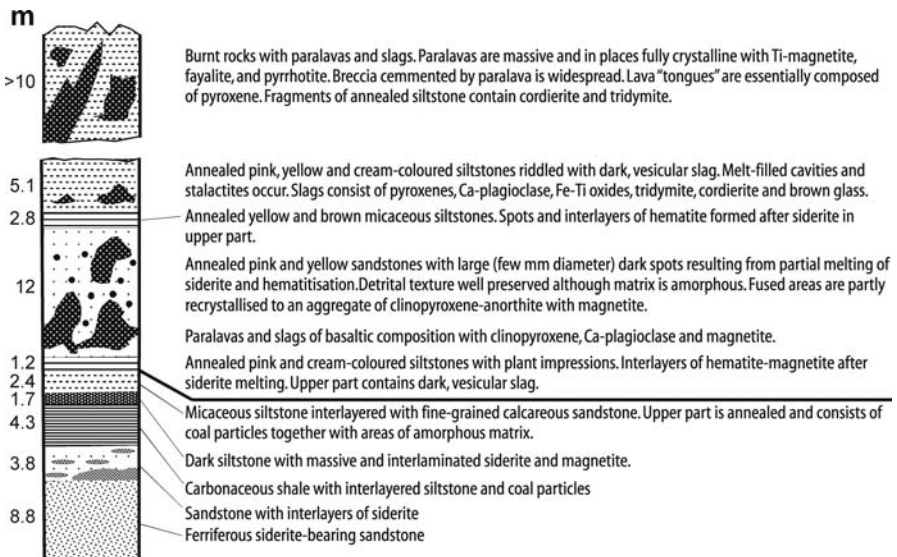 m
>10
Burnt rocks with paralavas and slags. Paralavas are massive and in places fully crystalline with Ti-magnetite,
fayalite, and pyrrhotite. Breccia cemmented by paralava is widespread. Lava “tongues” are essentially composed
of pyroxene. Fragments of annealed siltstone contain cordierite and tridymite.
5.1
Annealed pink, yellow and cream-coloured siltstones riddled with dark, vesicular slag. Melt-filled cavities and
stalactites occur. Slags consist of pyroxenes, Ca-plagioclase, Fe-Ti oxides, tridymite, cordierite and brown glass.
2.8
Annealed yellow and brown micaceous siltstones. Spots and interlayers of hematite formed after siderite in
upper part.
12
Annealed pink and yellow sandstones with large (few mm diameter) dark spots resulting from partial melting of
siderite and hematitisation.Detrital texture well preserved although matrix is amorphous. Fused areas are partly
recrystallised to an aggregate of clinopyroxene-anorthite with magnetite.
Paralavas and slags of basaltic composition with clinopyroxene, Ca-plagioclase and magnetite.
1.2
Annealed pink and cream-coloured siltstones with plant impressions. Interlayers of hematite-magnetite after
siderite melting. Upper part contains dark, vesicular slag.
2.4
Micaceous siltstone interlayered with fine-grained calcareous sandstone. Upper part is annealed and consists of
coal particles together with areas of amorphous matrix.
1.7
Dark siltstone with massive and interlaminated siderite and magnetite.
4.3
Carbonaceous shale with interlayered siltstone and coal particles
3.8
Sandstone with interlayers of siderite
8.8
Ferriferous siderite-bearing sandstone